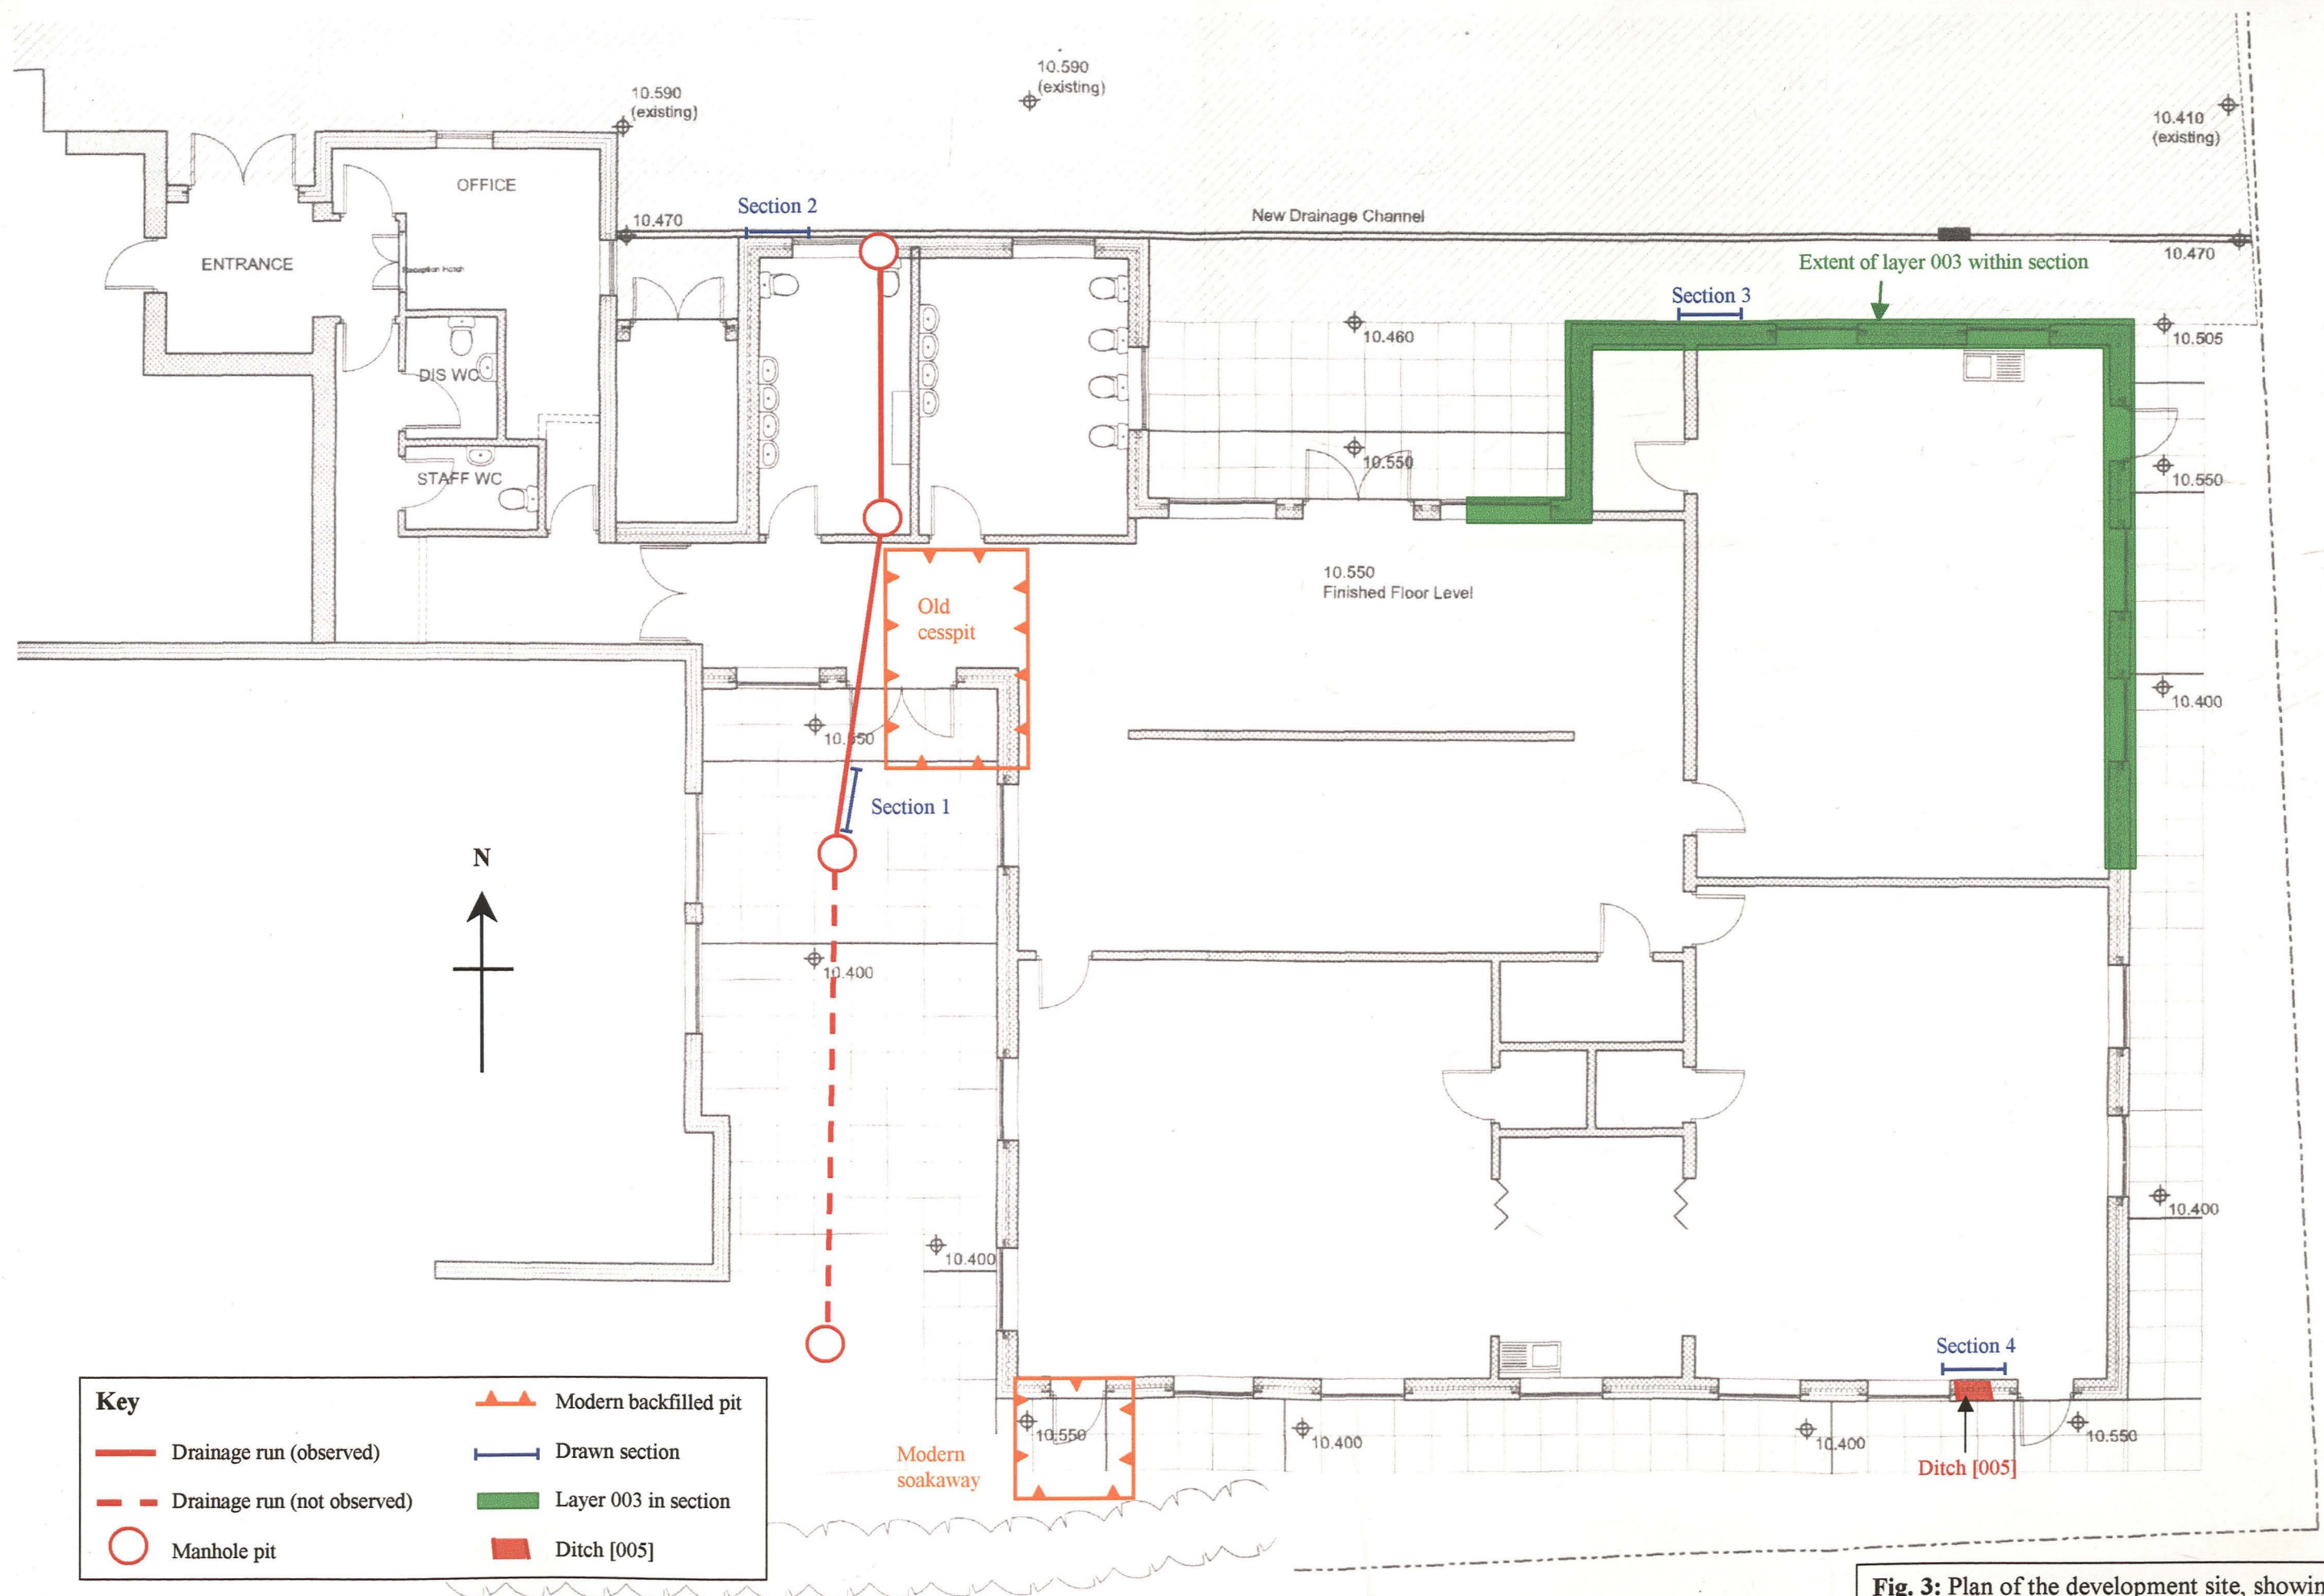 10.590
(existing)
10.590
(existing)
10.410
(existing)
OFFICE
Section 2
10.470
New Drainage Channel
10.470
ENTRANCE
Reception Hatch
Extent of layer 003 within section
Section 3
10.460
10.505
DIS WC
10.550
STAFF WC
10.550
10.550
Finished Floor Level
Old
cesspit
10.400
10.550
Section 1
N
10.400
10.400
10.400
Section 4
10.550
10.400
10.400
10.550
Modern
soakaway
Ditch [005]
Key
Modern backfilled pit
Drainage run (observed)
Drawn section
Drainage run (not observed)
Layer 003 in section
Manhole pit
Ditch [005]
Fig. 3: Plan of the development site, showin